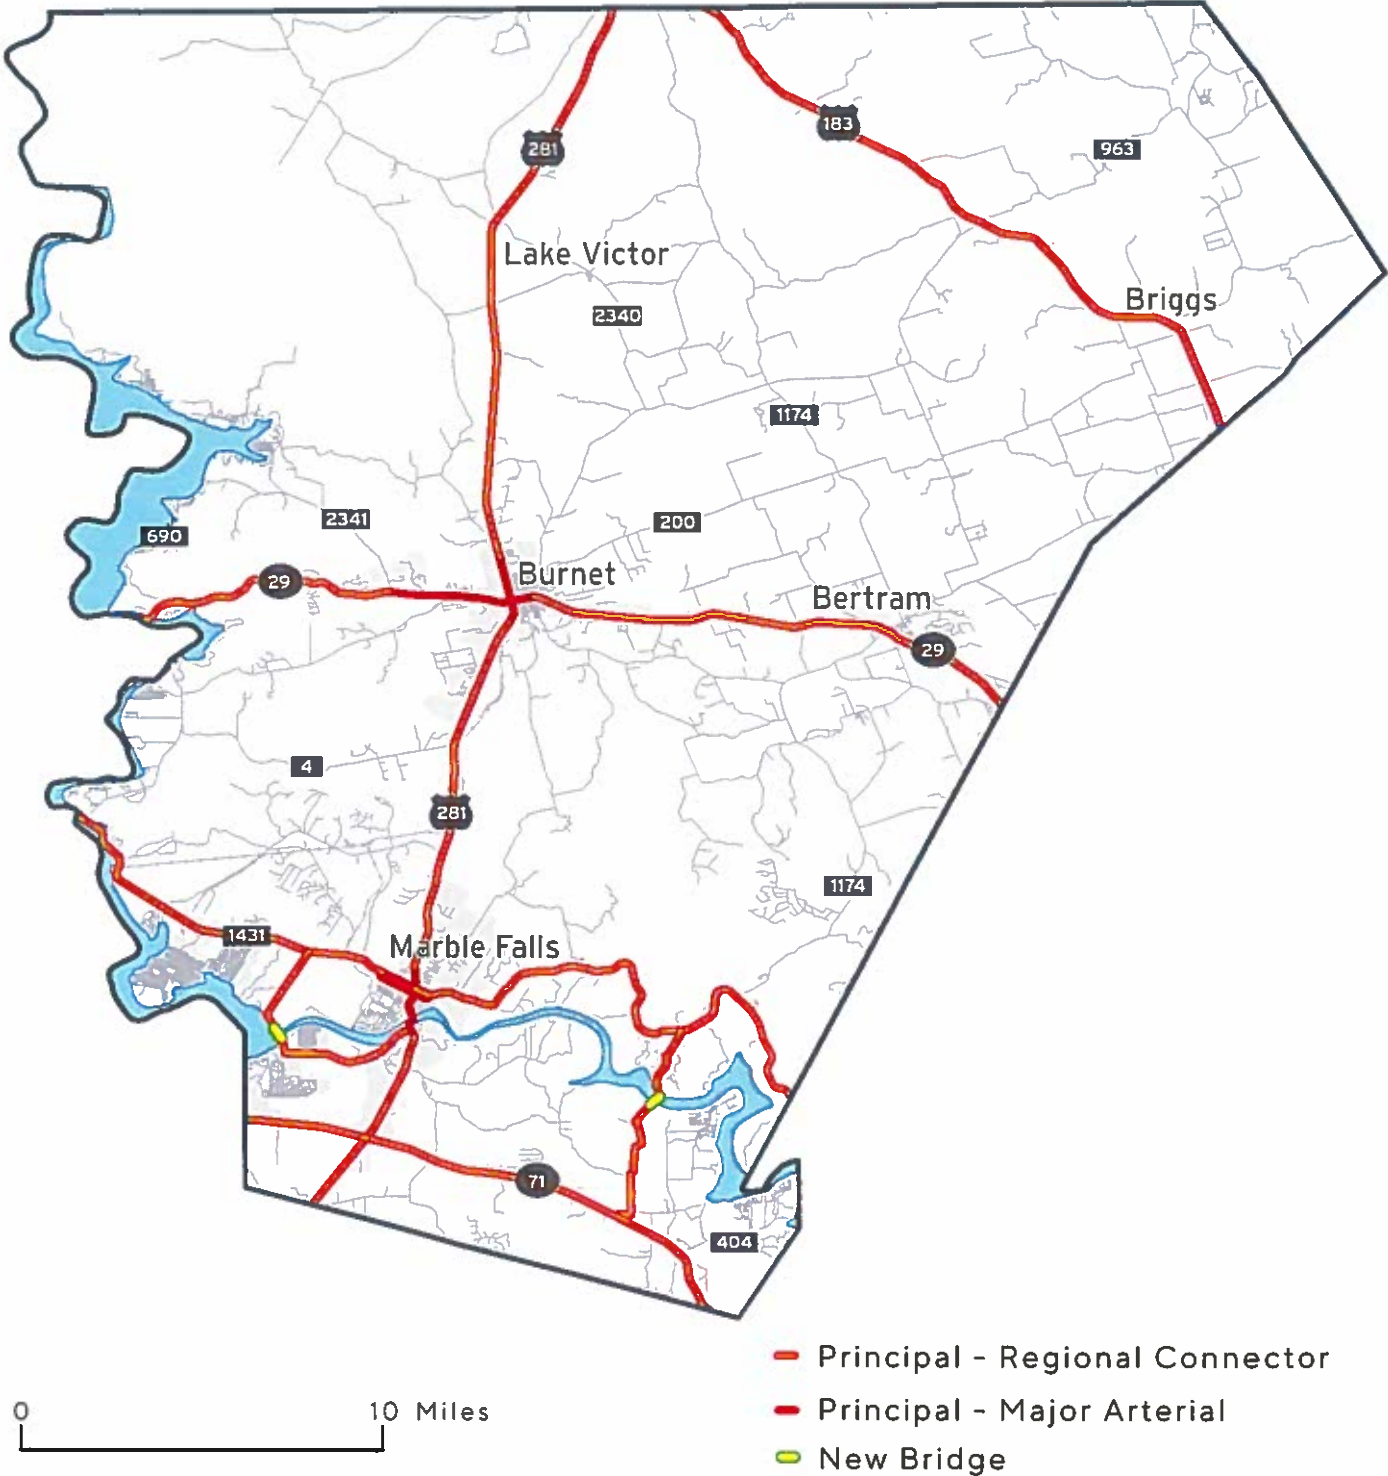 183
281
963
Lake Victor
Briggs
2340
1174
2341
200
690
29
Burnet
Bertram
29
4
281
1174
1431
Marble Falls
71
404
Principal - Regional Connector
0
10 Miles
Principal - Major Arterial
New Bridge